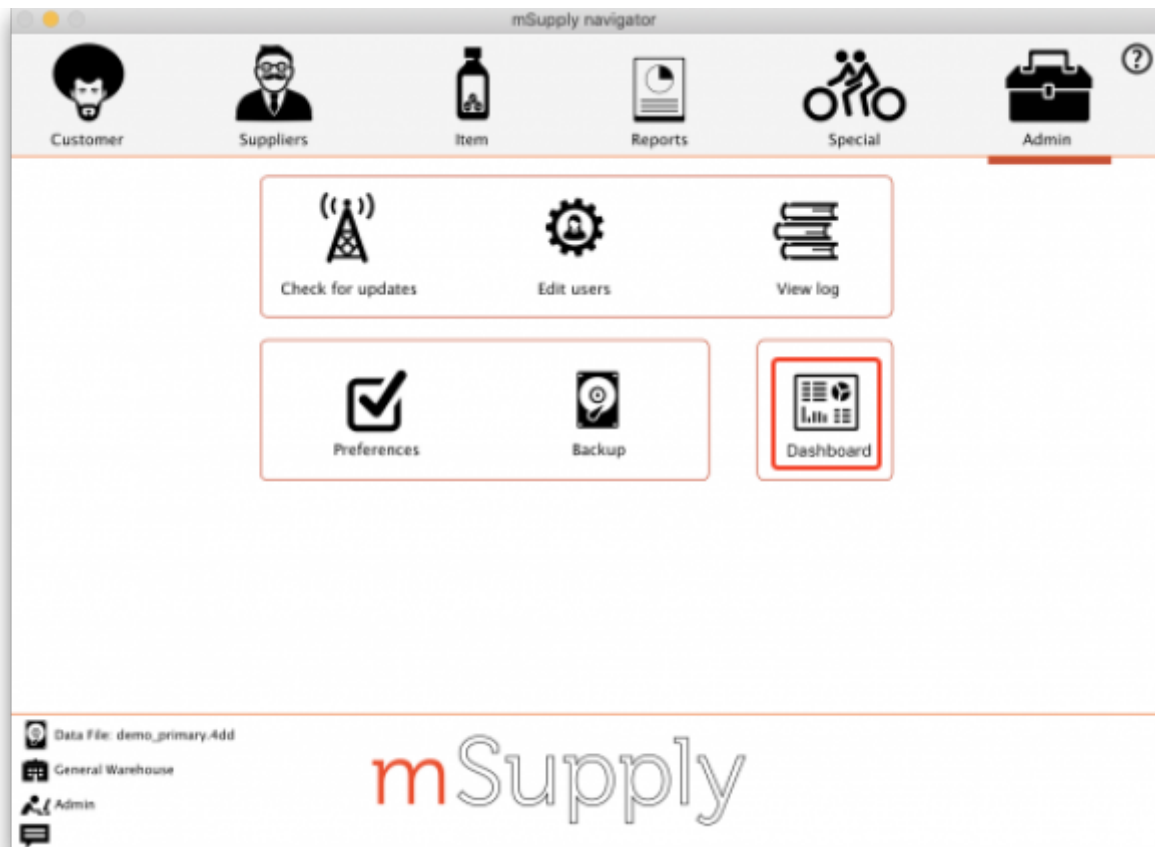 mSupply navigator
Customer
Suppliers
Item
Reports
Special
Admin
?
Check for updates
Edit users
View log
Preferences
Backup
Dashboard
Data File: demo_primary.4dd
General Warehouse
Admin
mSupply